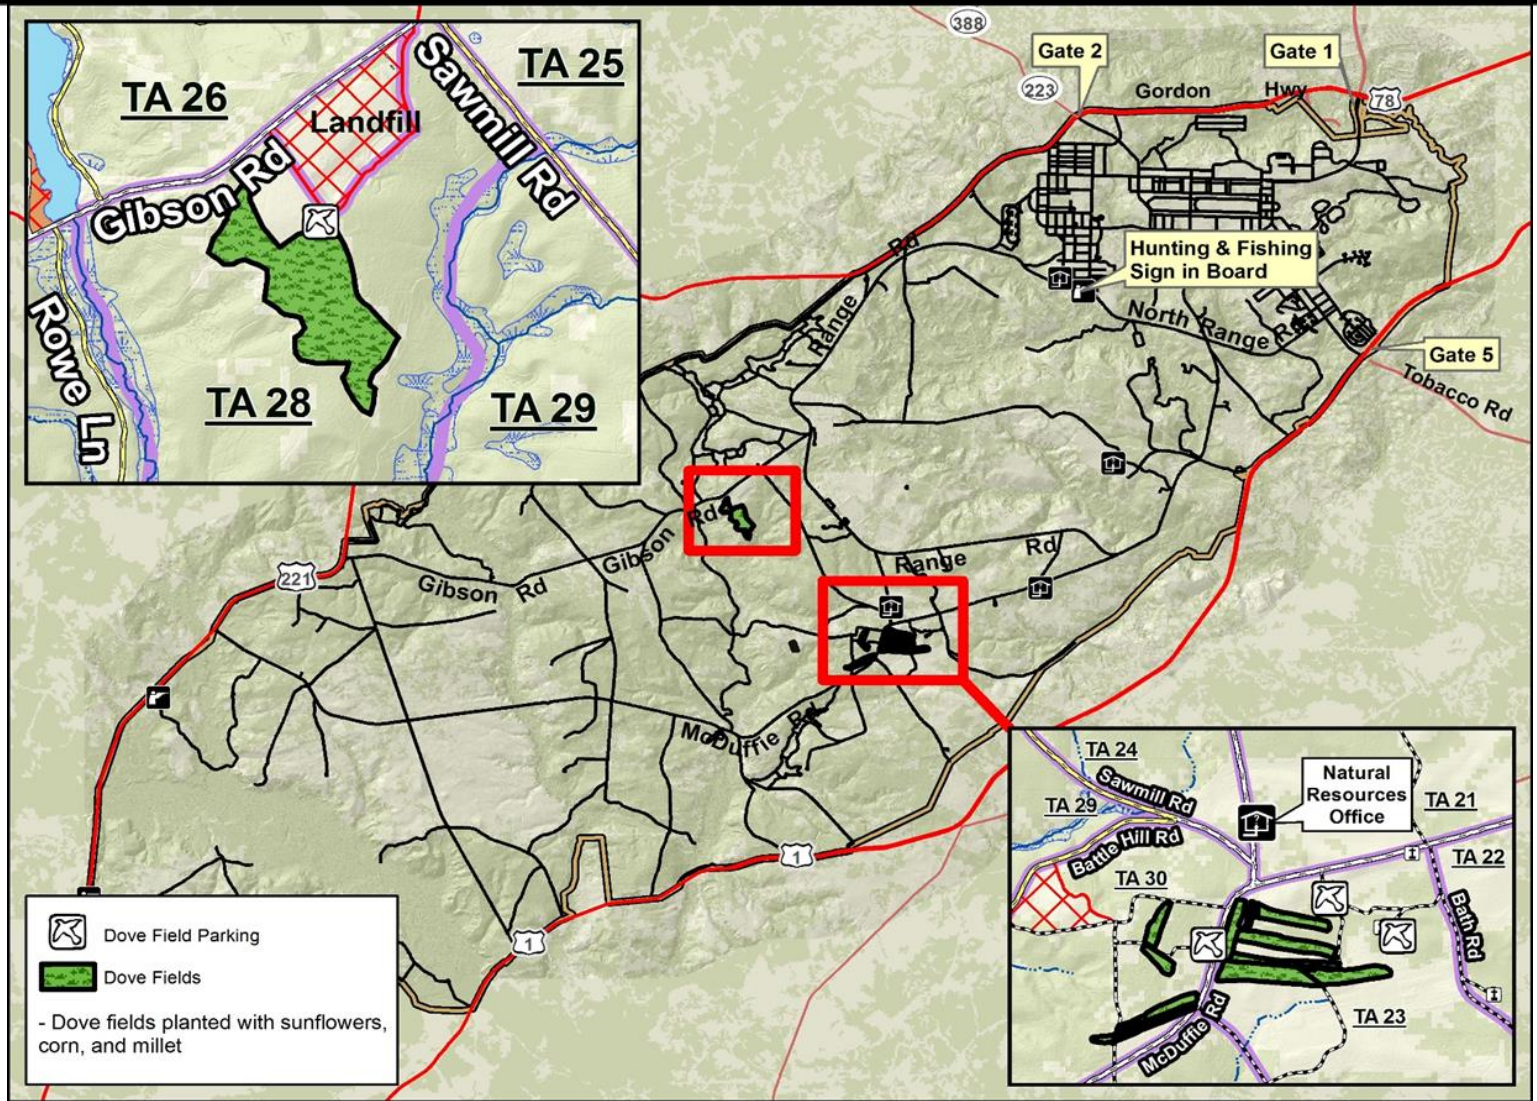 388
Gate 2
Gate 1
223
Gordon
Hwy
78
TA 26
TA 25
Landfill
Sawmill Rd
Gibson Rd
Rowe Ln
TA 28
TA 29
Range Rd
Hunting & Fishing
Sign in Board
North Range Rd
Gate 5
Tobacco Rd
Gibson Rd
Gibson Rd
221
Range Rd
McDuffie Rd
1
1
TA 24
Sawmill Rd
TA 29
Battle Hill Rd
Natural
Resources
Office
TA 21
TA 22
TA 30
Bath Rd
TA 23
McDuffie Rd
Dove Field Parking
Dove Fields
- Dove fields planted with sunflowers,
corn, and millet